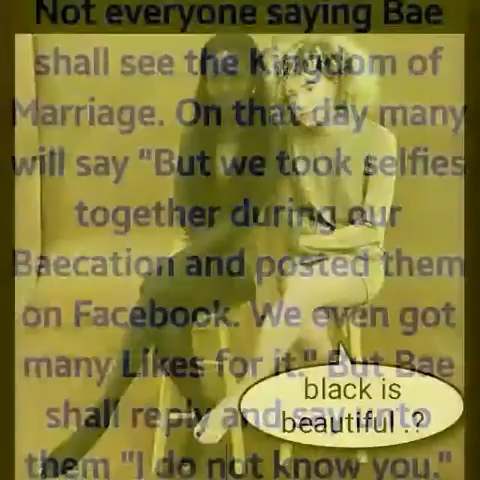 Not everyone saying Bae
shall see the Kingdom of
Marriage. On that day many
will say "But we took selfies
together during our
Baecation and posted them
on Facebook. We even got
many Likes for it." But Bae
shall reply and say unto
them "I do not know you."
black is
beautiful .?